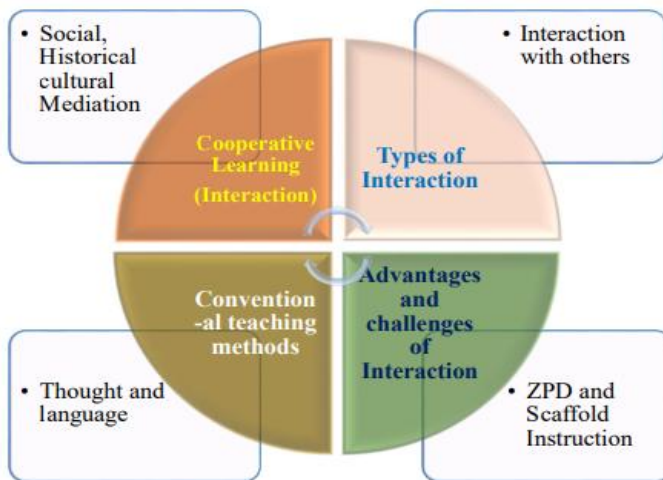 • Social,
Historical
cultural
Mediation
• Interaction
with others
Cooperative
Learning
(Interaction)
Types of
Interaction
Convention
-al teaching
methods
Advantages
and
challenges
of
Interaction
• Thought and
language
• ZPD and
Scaffold
Instruction